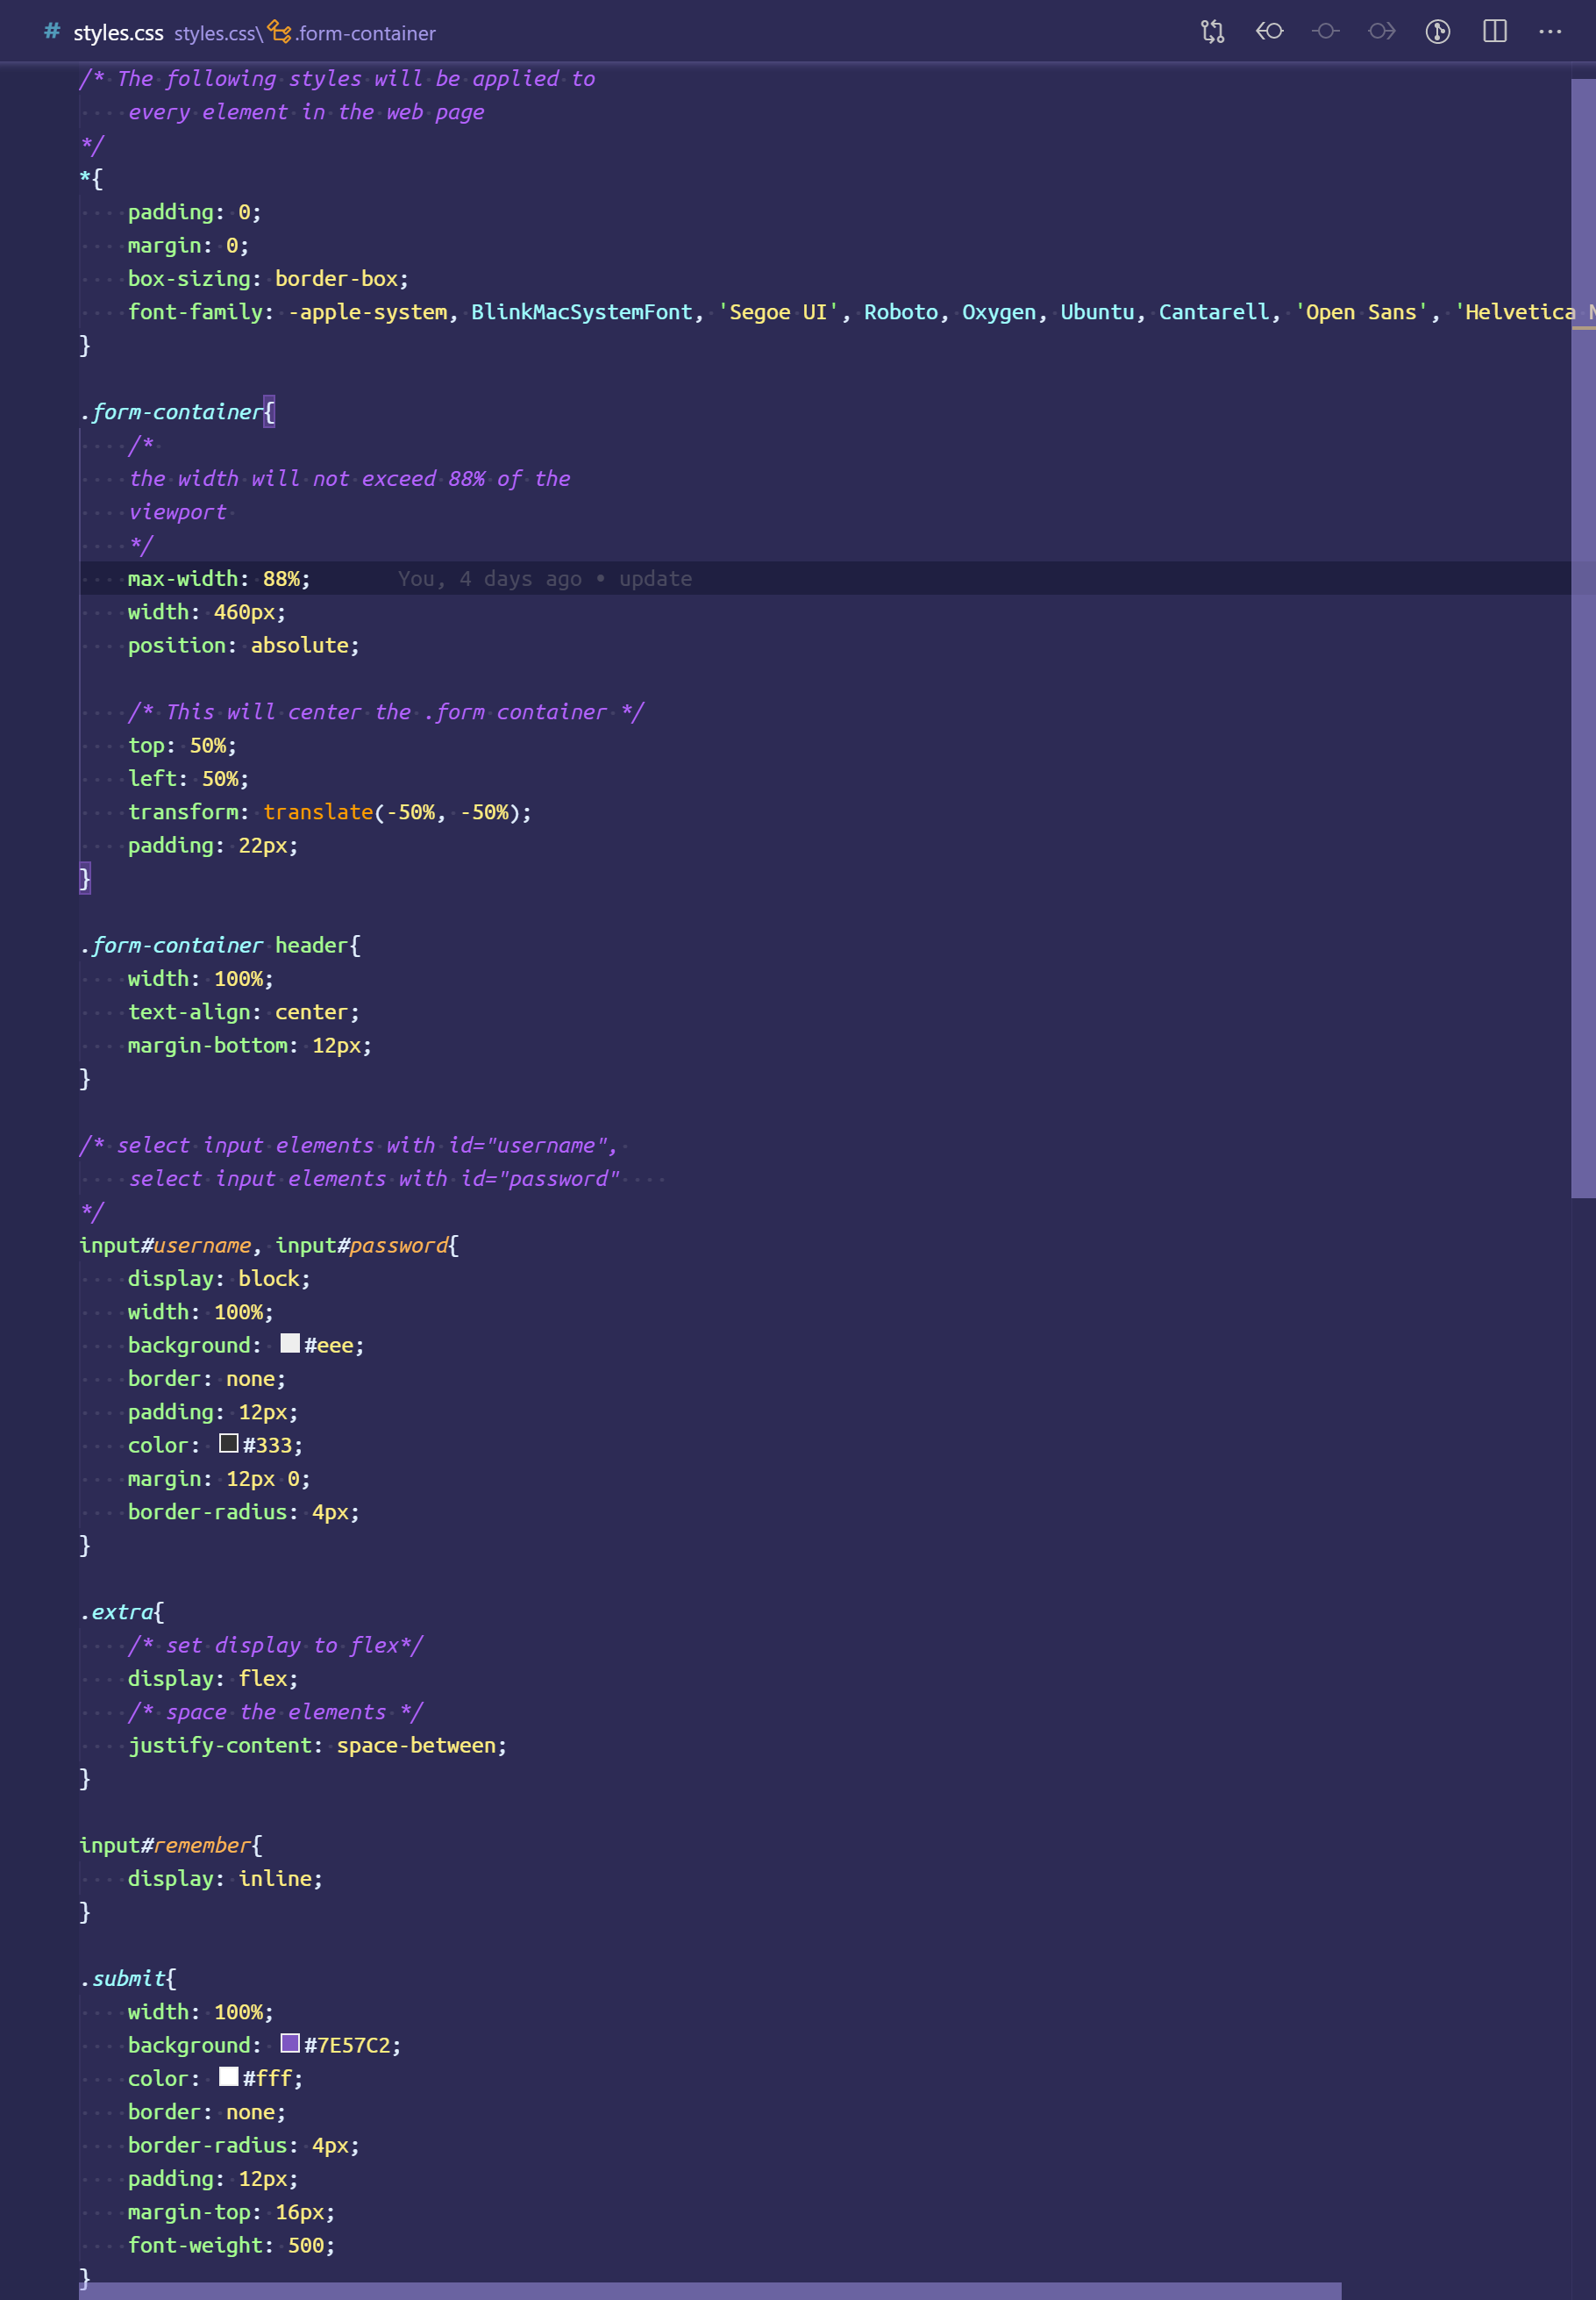 # styles.css styles.css\ .form-container
/* The following styles will be applied to
every element in the web page
*/
*{
padding: 0;
margin: 0;
box-sizing: border-box;
font-family: -apple-system, BlinkMacSystemFont, 'Segoe UI', Roboto, Oxygen, Ubuntu, Cantarell, 'Open Sans', 'Helvetica
}
.form-container{
/*
the width will not exceed 88% of the
viewport
*/
max-width: 88%; You, 4 days ago • update
width: 460px;
position: absolute;
/* This will center the .form container */
top: 50%;
left: 50%;
transform: translate(-50%, -50%);
padding: 22px;
}
.form-container header{
width: 100%;
text-align: center;
margin-bottom: 12px;
}
/* select input elements with id="username",
select input elements with id="password"
*/
input#username, input#password{
display: block;
width: 100%;
background: #eee;
border: none;
padding: 12px;
color: #333;
margin: 12px 0;
border-radius: 4px;
}
.extra{
/* set display to flex*/
display: flex;
/* space the elements */
justify-content: space-between;
}
input#remember{
display: inline;
}
.submit{
width: 100%;
background: #7E57C2;
color: #fff;
border: none;
border-radius: 4px;
padding: 12px;
margin-top: 16px;
font-weight: 500;
}